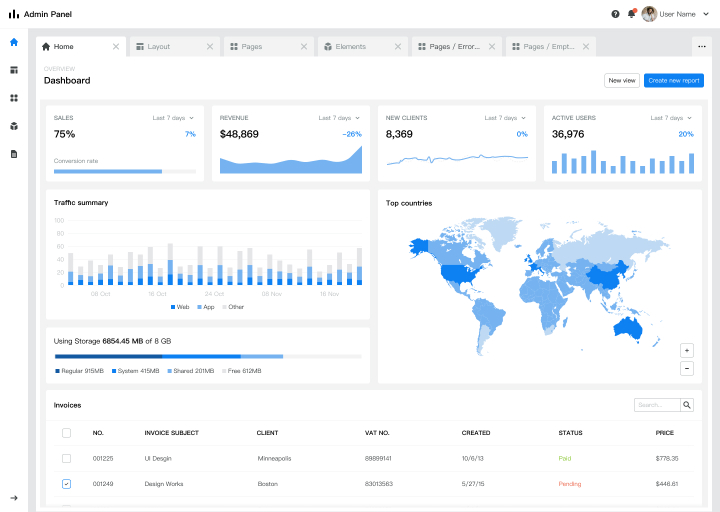 Admin Panel
User Name
Home
Layout
Pages
Elements
Pages / Error...
Pages / Empt...
OVERVIEW
Dashboard
New view
Create new report
SALES
Last 7 days
75%
7%
Conversion rate
REVENUE
Last 7 days
$48,869
−26%
NEW CLIENTS
Last 7 days
8,369
0%
ACTIVE USERS
Last 7 days
36,976
20%
Traffic summary
100
80
60
40
20
0
08 Oct
16 Oct
24 Oct
08 Nov
16 Nov
Web
App
Other
Top countries
+
−
Using Storage 6854.45 MB of 8 GB
Regular 915MB
System 415MB
Shared 201MB
Free 612MB
Invoices
Search...
NO.
INVOICE SUBJECT
CLIENT
VAT NO.
CREATED
STATUS
PRICE
001225
UI Desgin
Minneapolis
89899141
10/6/13
Paid
$778.35
001249
Design Works
Boston
83013563
5/27/15
Pending
$446.61